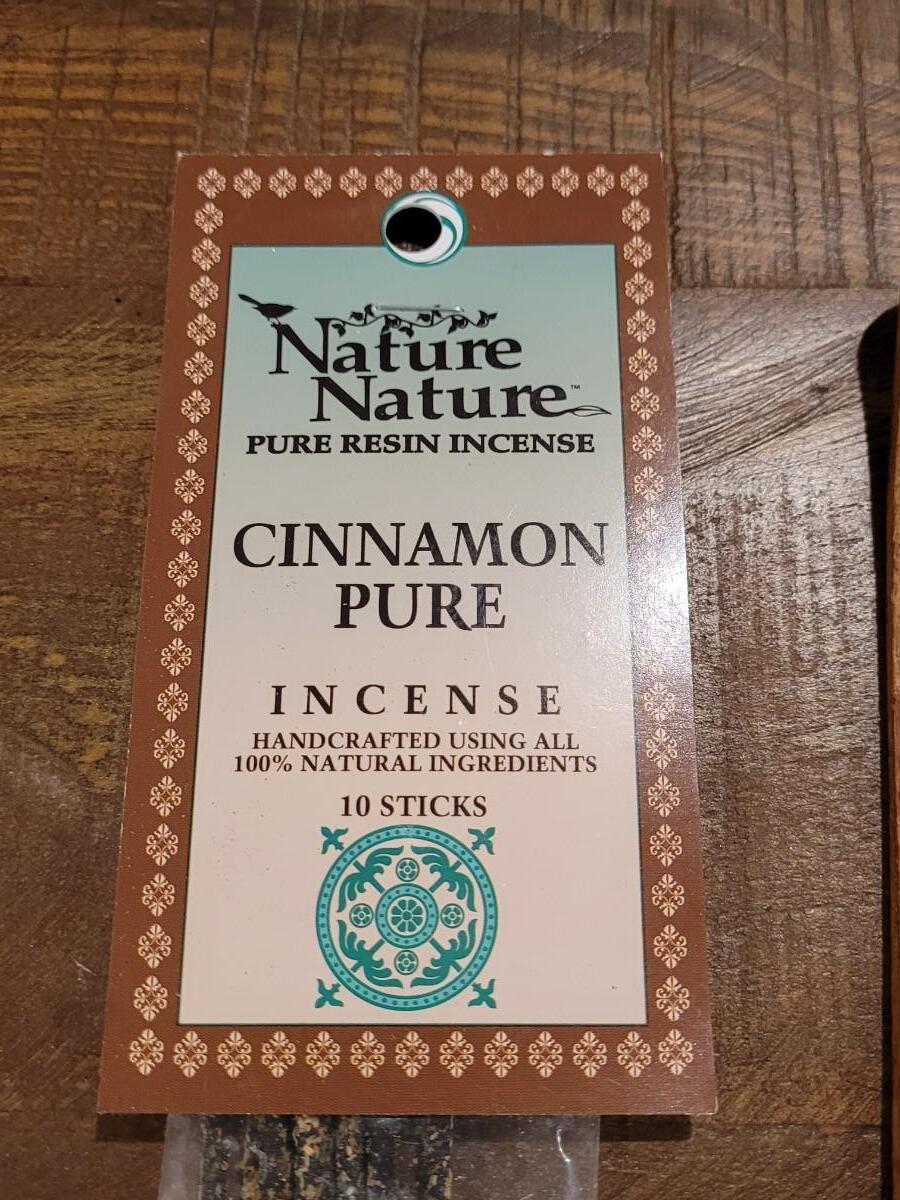 Nature
Nature™
PURE RESIN INCENSE
CINNAMON
PURE
INCENSE
HANDCRAFTED USING ALL
100% NATURAL INGREDIENTS
10 STICKS